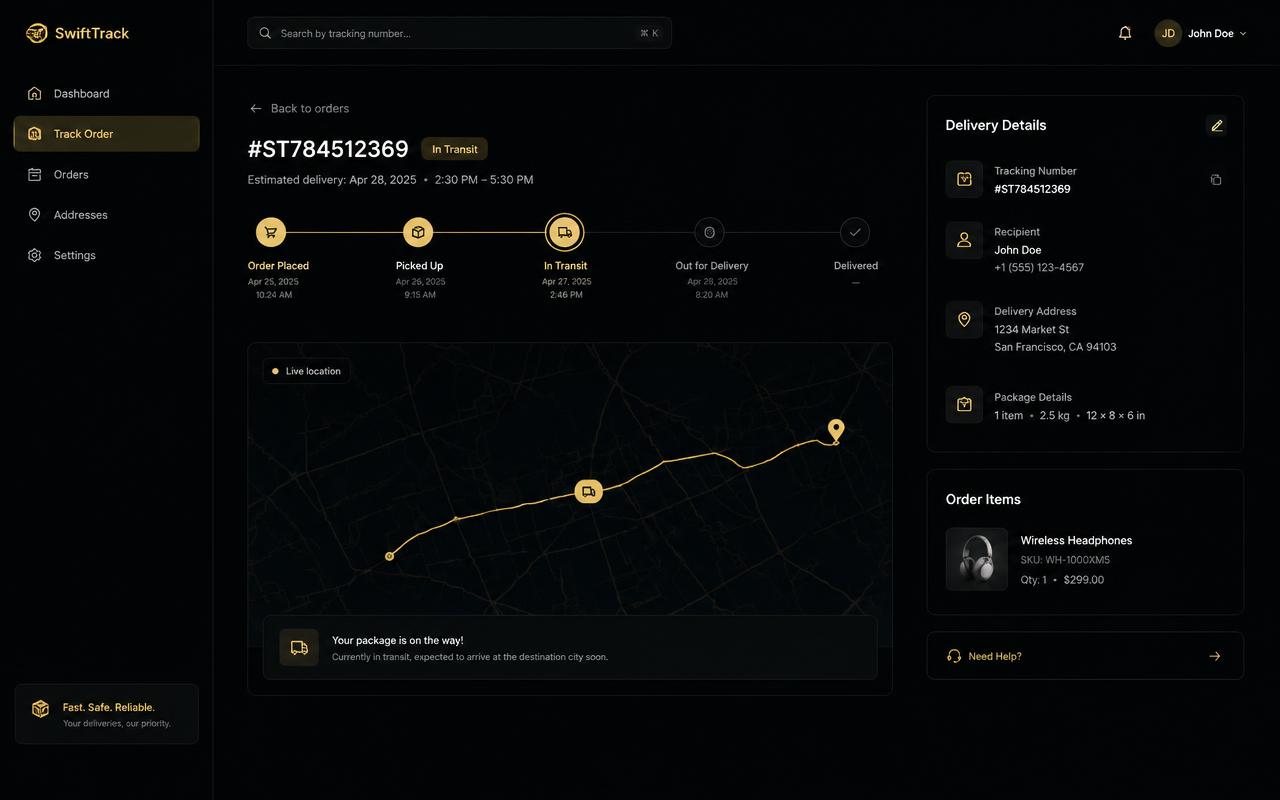 SwiftTrack
Search by tracking number...
⌘ K
JD
John Doe
Dashboard
Track Order
Orders
Addresses
Settings
Fast. Safe. Reliable.
Your deliveries, our priority.
Back to orders
#ST784512369
In Transit
Estimated delivery: Apr 28, 2025 • 2:30 PM – 5:30 PM
Order Placed
Apr 25, 2025
10:24 AM
Picked Up
Apr 26, 2025
9:15 AM
In Transit
Apr 27, 2025
2:46 PM
Out for Delivery
Apr 28, 2025
8:20 AM
Delivered
—
Live location
Your package is on the way!
Currently in transit, expected to arrive at the destination city soon.
Delivery Details
Tracking Number
#ST784512369
Recipient
John Doe
+1 (555) 123-4567
Delivery Address
1234 Market St
San Francisco, CA 94103
Package Details
1 item • 2.5 kg • 12 × 8 × 6 in
Order Items
Wireless Headphones
SKU: WH-1000XM5
Qty: 1 • $299.00
Need Help?